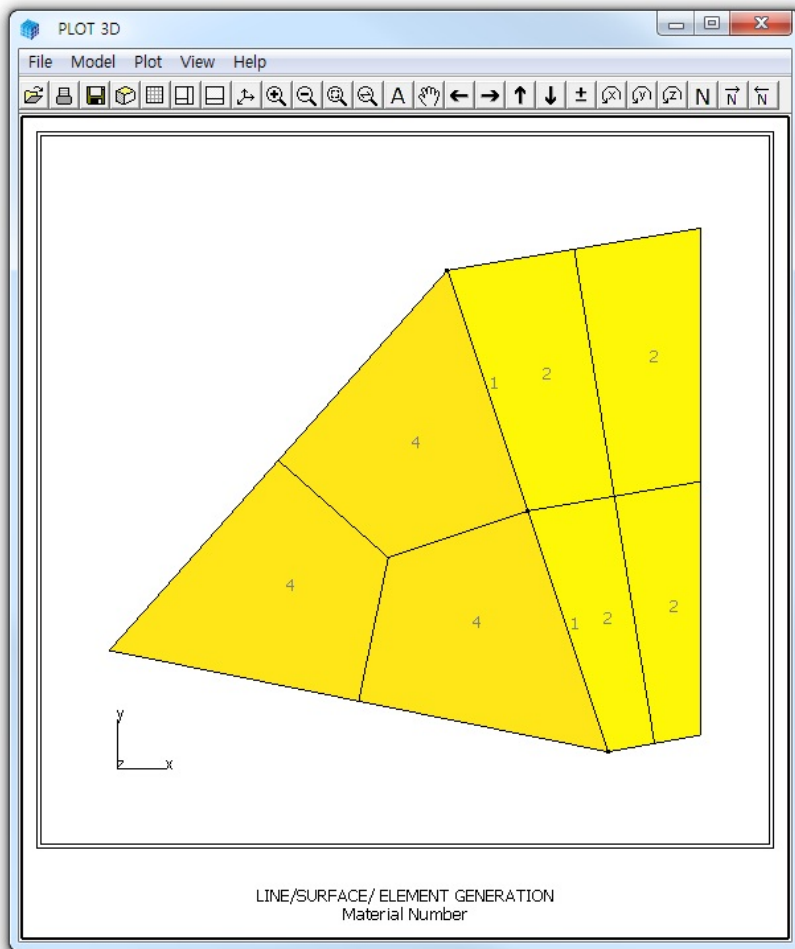 PLOT 3D
File Model Plot View Help
A x y z N N N
2
2
1
4
4
4
1
2
2
y
z x
LINE/SURFACE/ ELEMENT GENERATION
Material Number